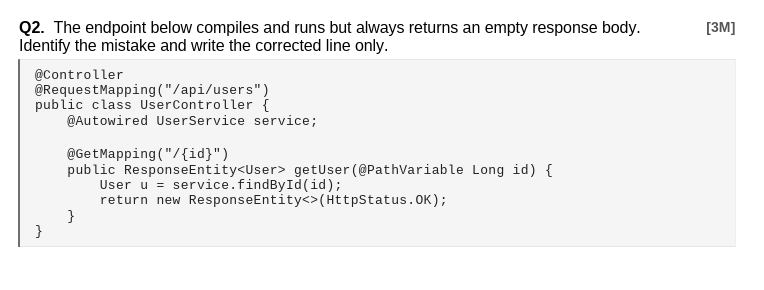 Q2. The endpoint below compiles and runs but always returns an empty response body. [3M]
Identify the mistake and write the corrected line only.
@Controller
@RequestMapping("/api/users")
public class UserController {
    @Autowired UserService service;

    @GetMapping("/{id}")
    public ResponseEntity<User> getUser(@PathVariable Long id) {
        User u = service.findById(id);
        return new ResponseEntity<>(HttpStatus.OK);
    }
}